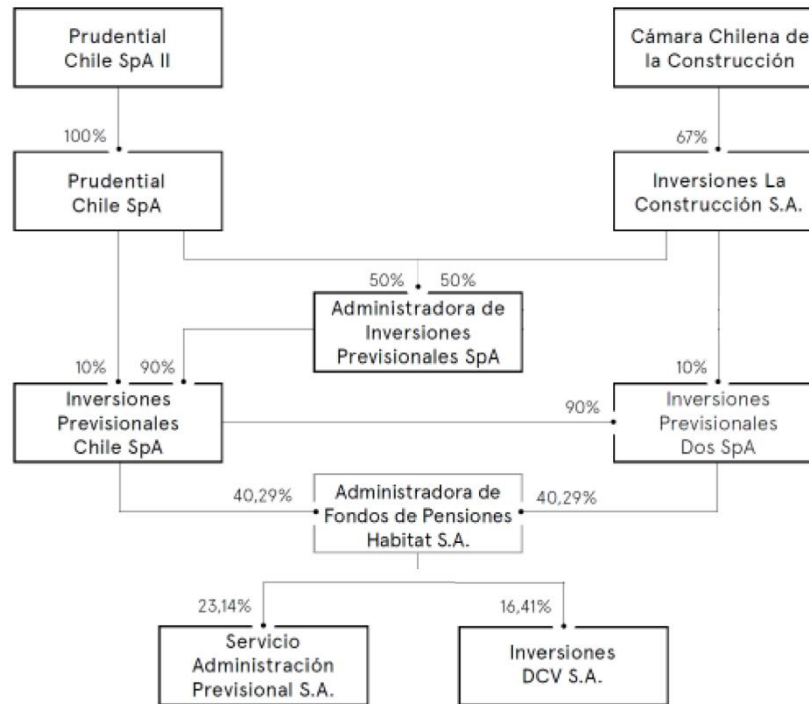 Prudential
Chile SpA II
Cámara Chilena de
la Construcción
100%
67%
Prudential
Chile SpA
Inversiones La
Construcción S.A.
50%
50%
Administradora de
Inversiones
Previsionales SpA
10%
90%
10%
Inversiones
Previsionales
Chile SpA
90%
Inversiones
Previsionales
Dos SpA
40,29%
Administradora de
Fondos de Pensiones
Habitat S.A.
40,29%
23,14%
16,41%
Servicio
Administración
Previsional S.A.
Inversiones
DCV S.A.